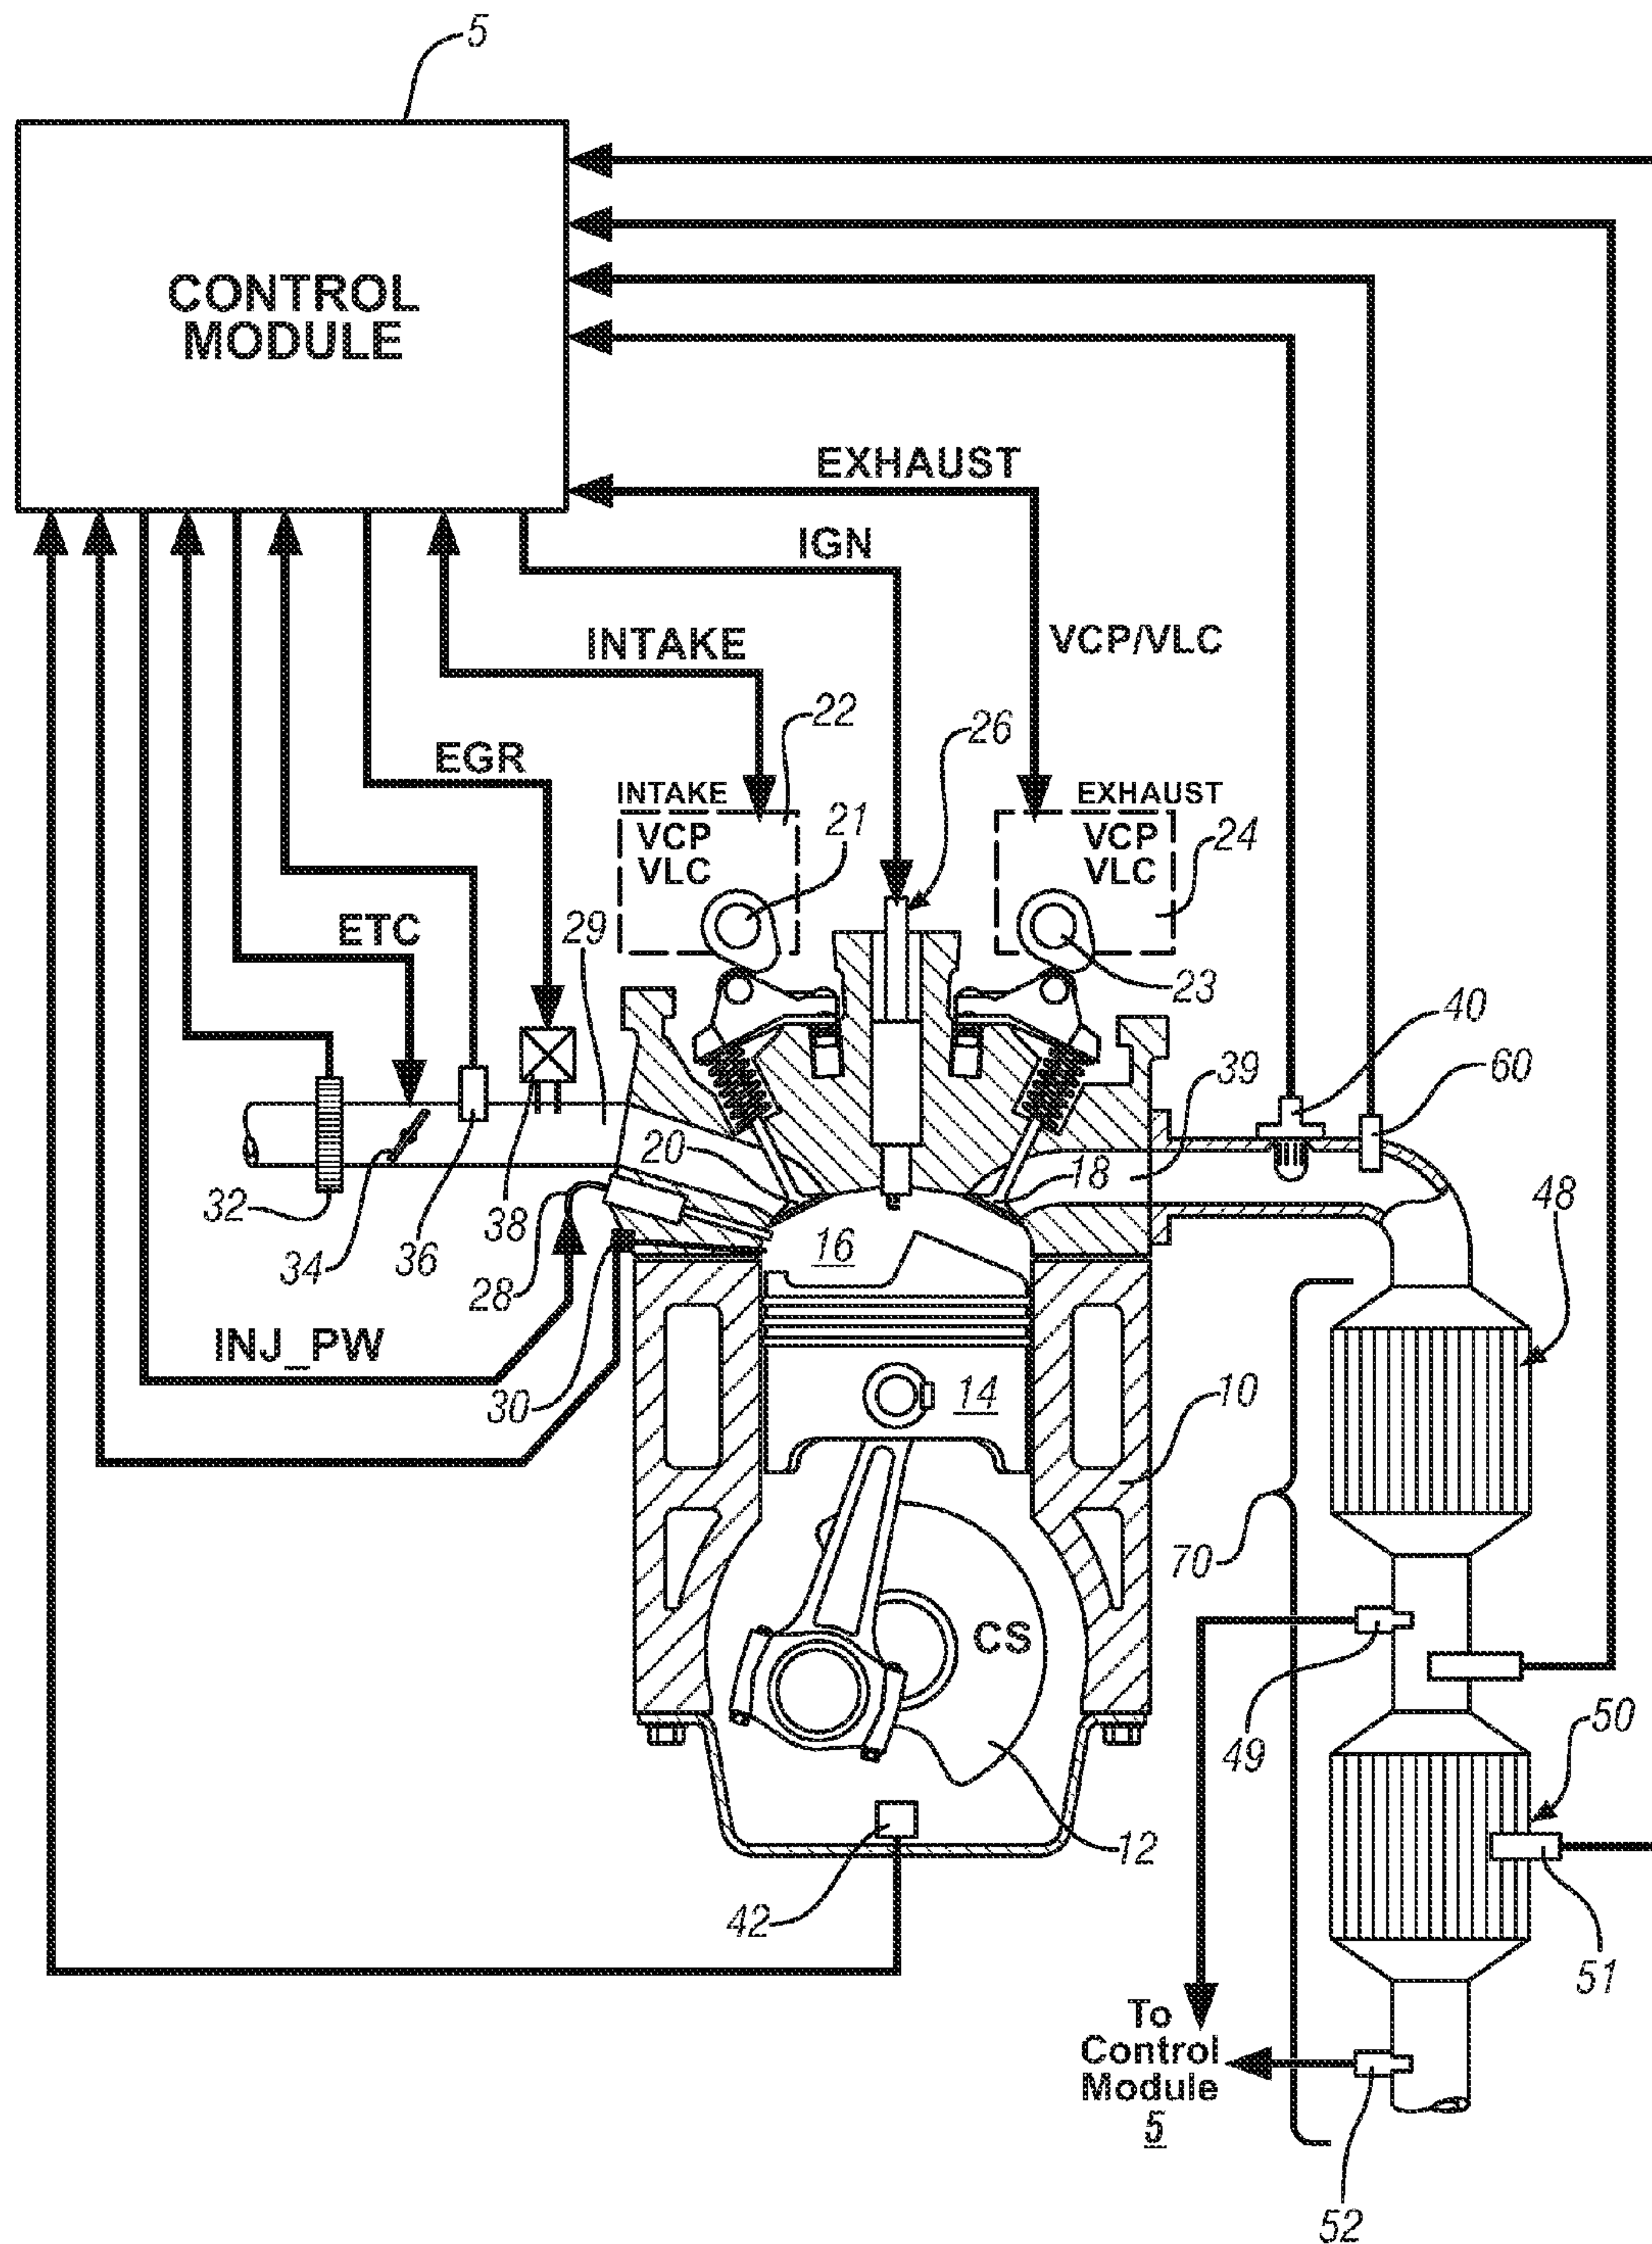 5
CONTROL
MODULE
EXHAUST
IGN
INTAKE
VCP/VLC
22
26
EGR
INTAKE
EXHAUST
VCP
VLC
21
VCP
VLC
24
ETC
29
23
40
39
60
20
18
32
34
36
38
28
16
48
INJ_PW
30
14
10
70
CS
49
50
12
42
51
To
Control
Module
5
52